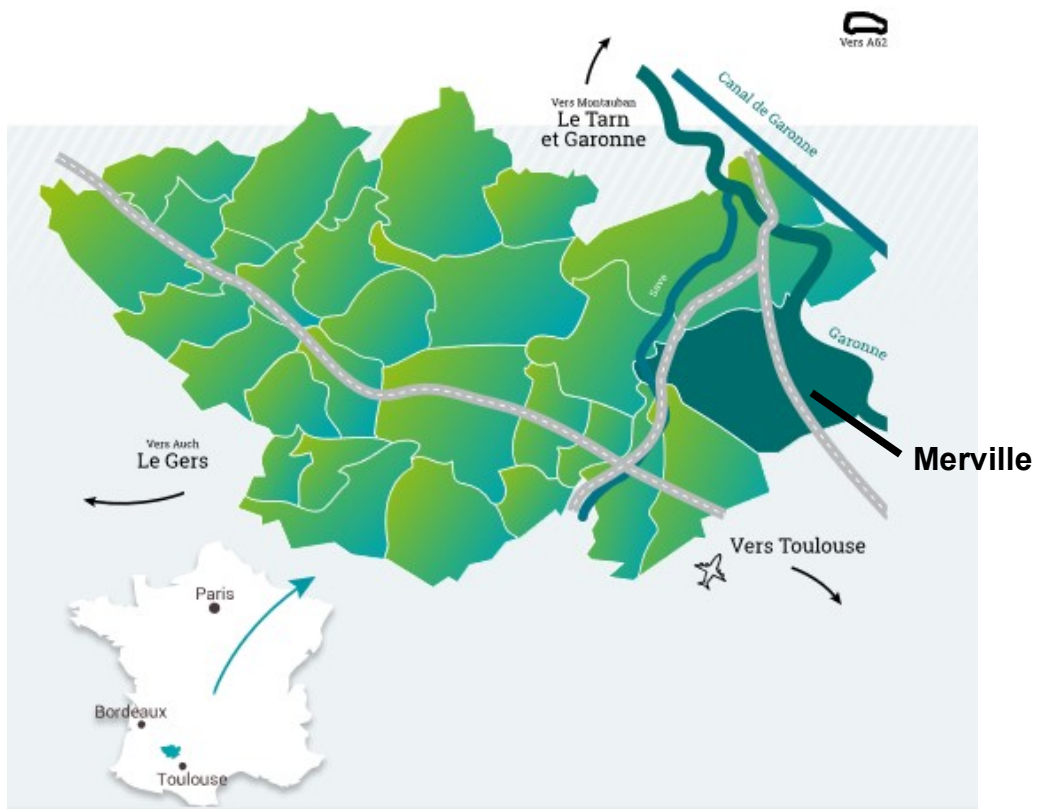 Vers A62
Canal de Garonne
Vers Montauban
Le Tarn
et Garonne
Save
Garonne
Vers Auch
Le Gers
Merville
Vers Toulouse
Paris
Bordeaux
Toulouse